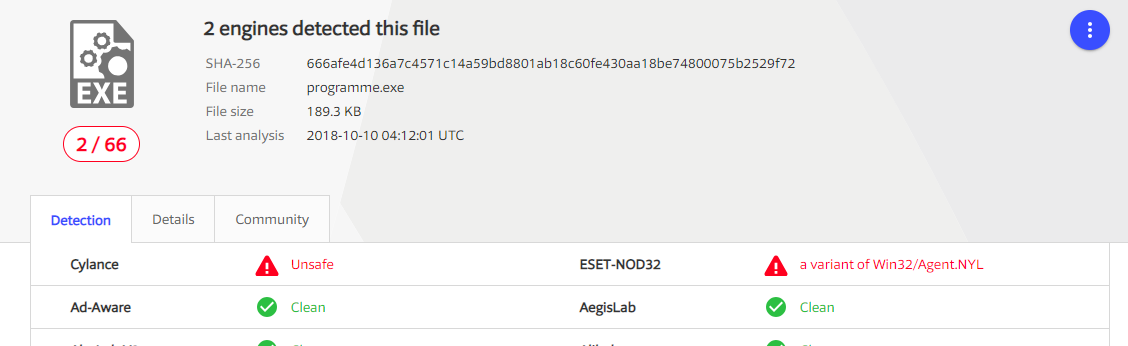 2 engines detected this file
SHA-256 666afe4d136a7c4571c14a59bd8801ab18c60fe430aa18be74800075b2529f72
File name programme.exe
File size 189.3 KB
Last analysis 2018-10-10 04:12:01 UTC
EXE
2 / 66
Detection Details Community
Cylance Unsafe ESET-NOD32 a variant of Win32/Agent.NYL
Ad-Aware Clean AegisLab Clean